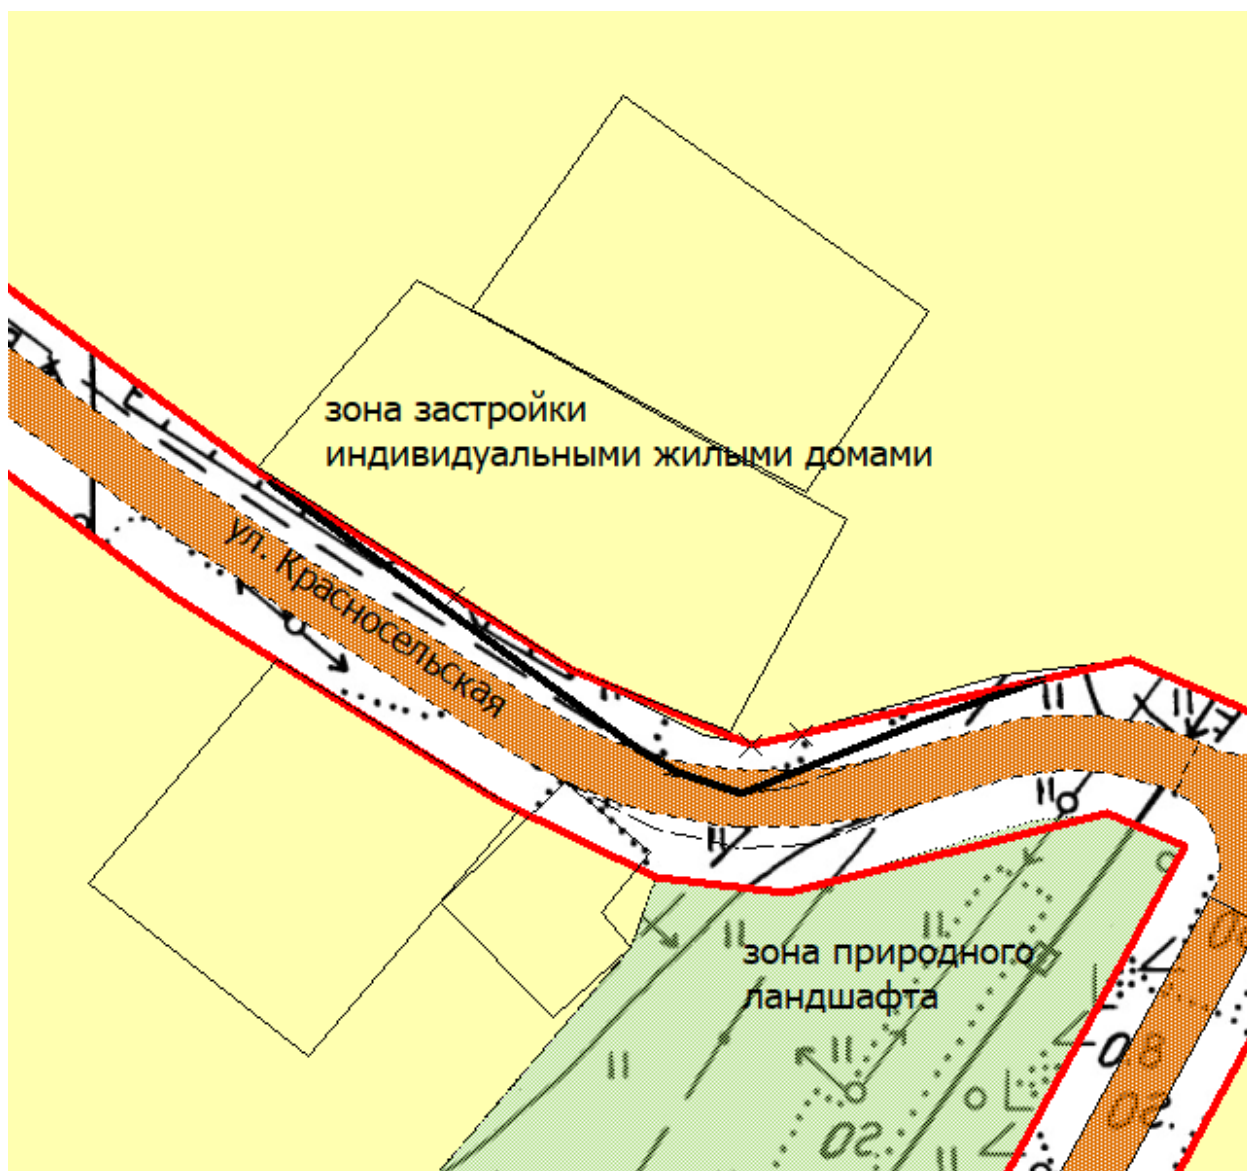 зона застройки
индивидуальными жилыми домами
ул. Красносельская
зона природного
ландшафта